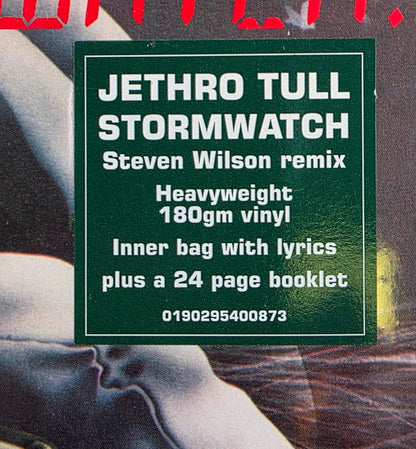 JETHRO TULL
STORMWATCH
Steven Wilson remix
Heavyweight
180gm vinyl
Inner bag with lyrics
plus a 24 page booklet
0190295400873